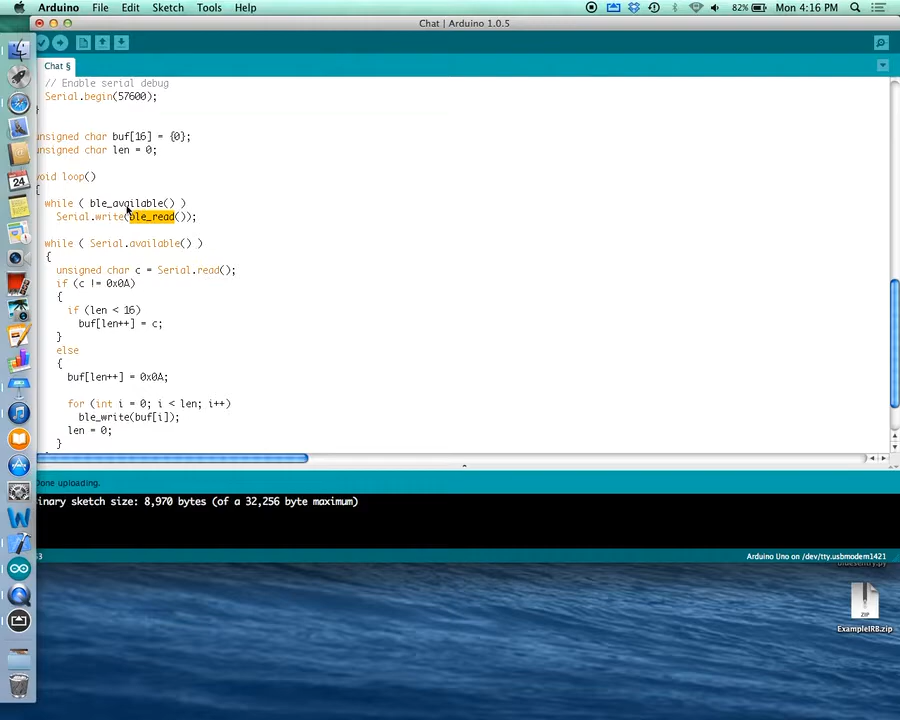 Arduino File Edit Sketch Tools Help 82% Mon 4:16 PM
Chat | Arduino 1.0.5
Chat §
// Enable serial debug
Serial.begin(57600);
}
unsigned char buf[16] = {0};
unsigned char len = 0;
void loop()
{
while ( ble_available() )
Serial.write(ble_read());
while ( Serial.available() )
{
unsigned char c = Serial.read();
if (c != 0x0A)
{
if (len < 16)
buf[len++] = c;
}
else
{
buf[len++] = 0x0A;
for (int i = 0; i < len; i++)
ble_write(buf[i]);
len = 0;
}
Done uploading.
inary sketch size: 8,970 bytes (of a 32,256 byte maximum)
Arduino Uno on /dev/tty.usbmodem1421
24
ZIP
ExampleIRB.zip